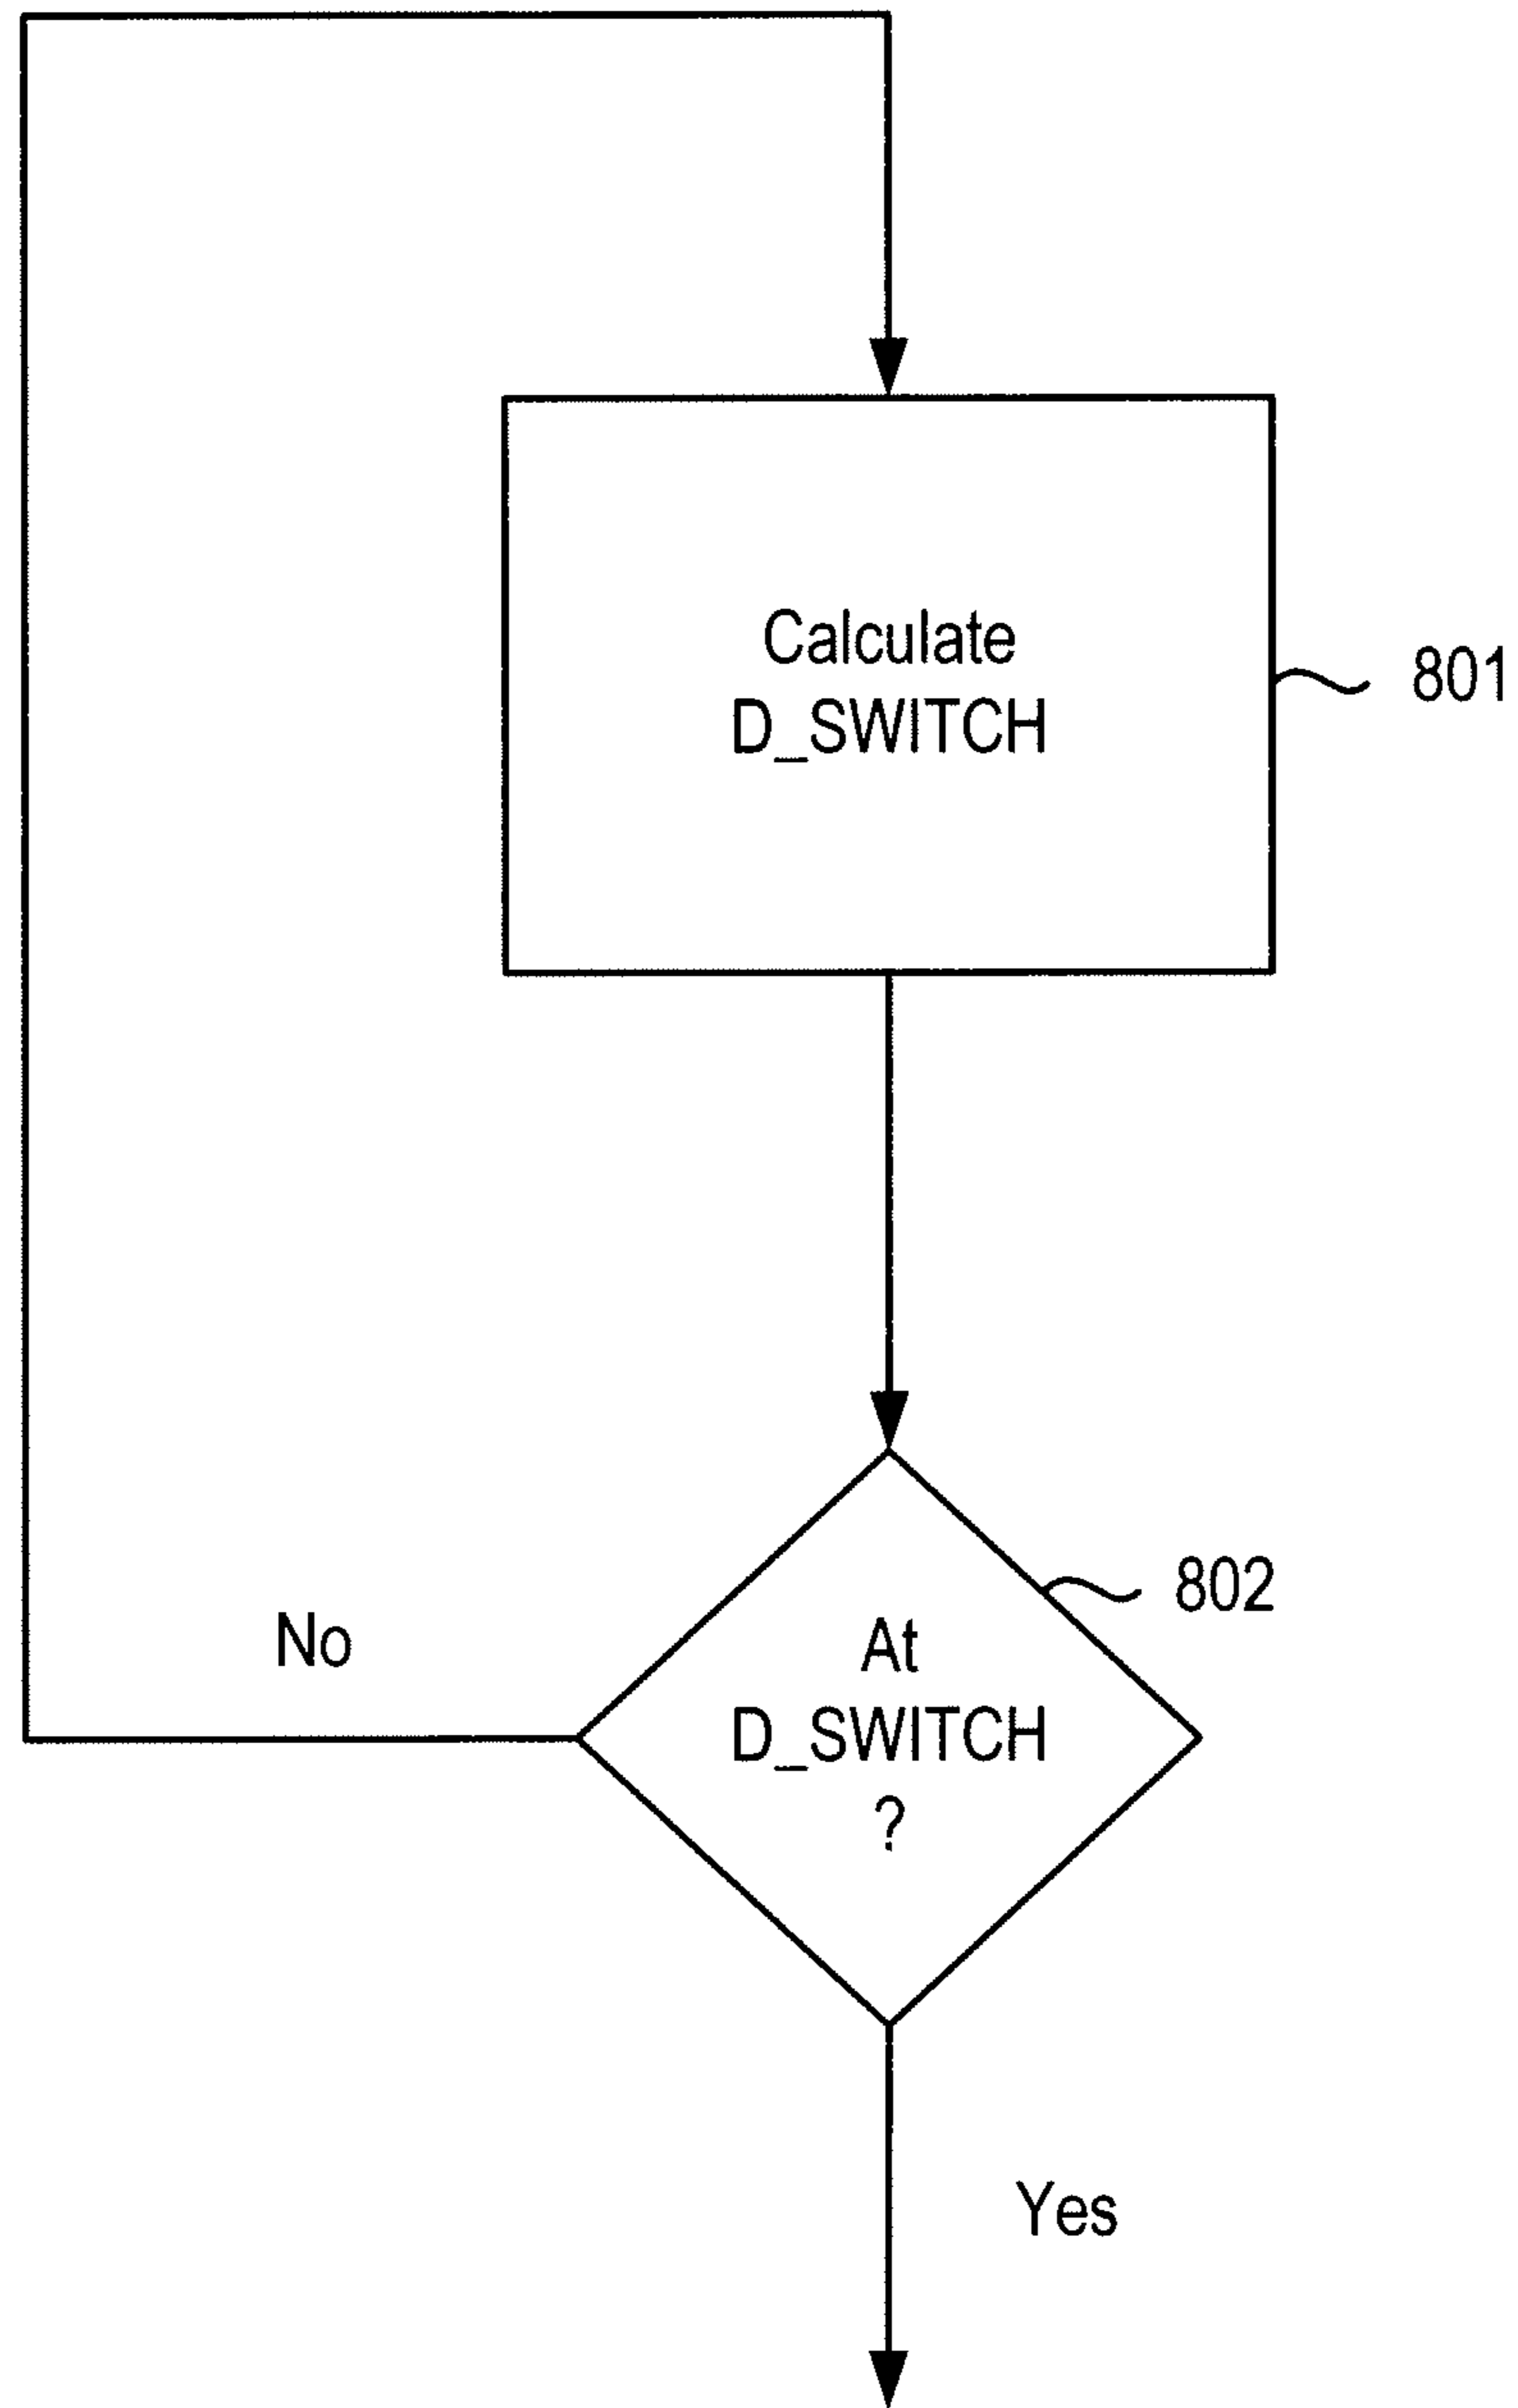 Calculate
D_SWITCH
801
802
At
D_SWITCH
?
No
Yes